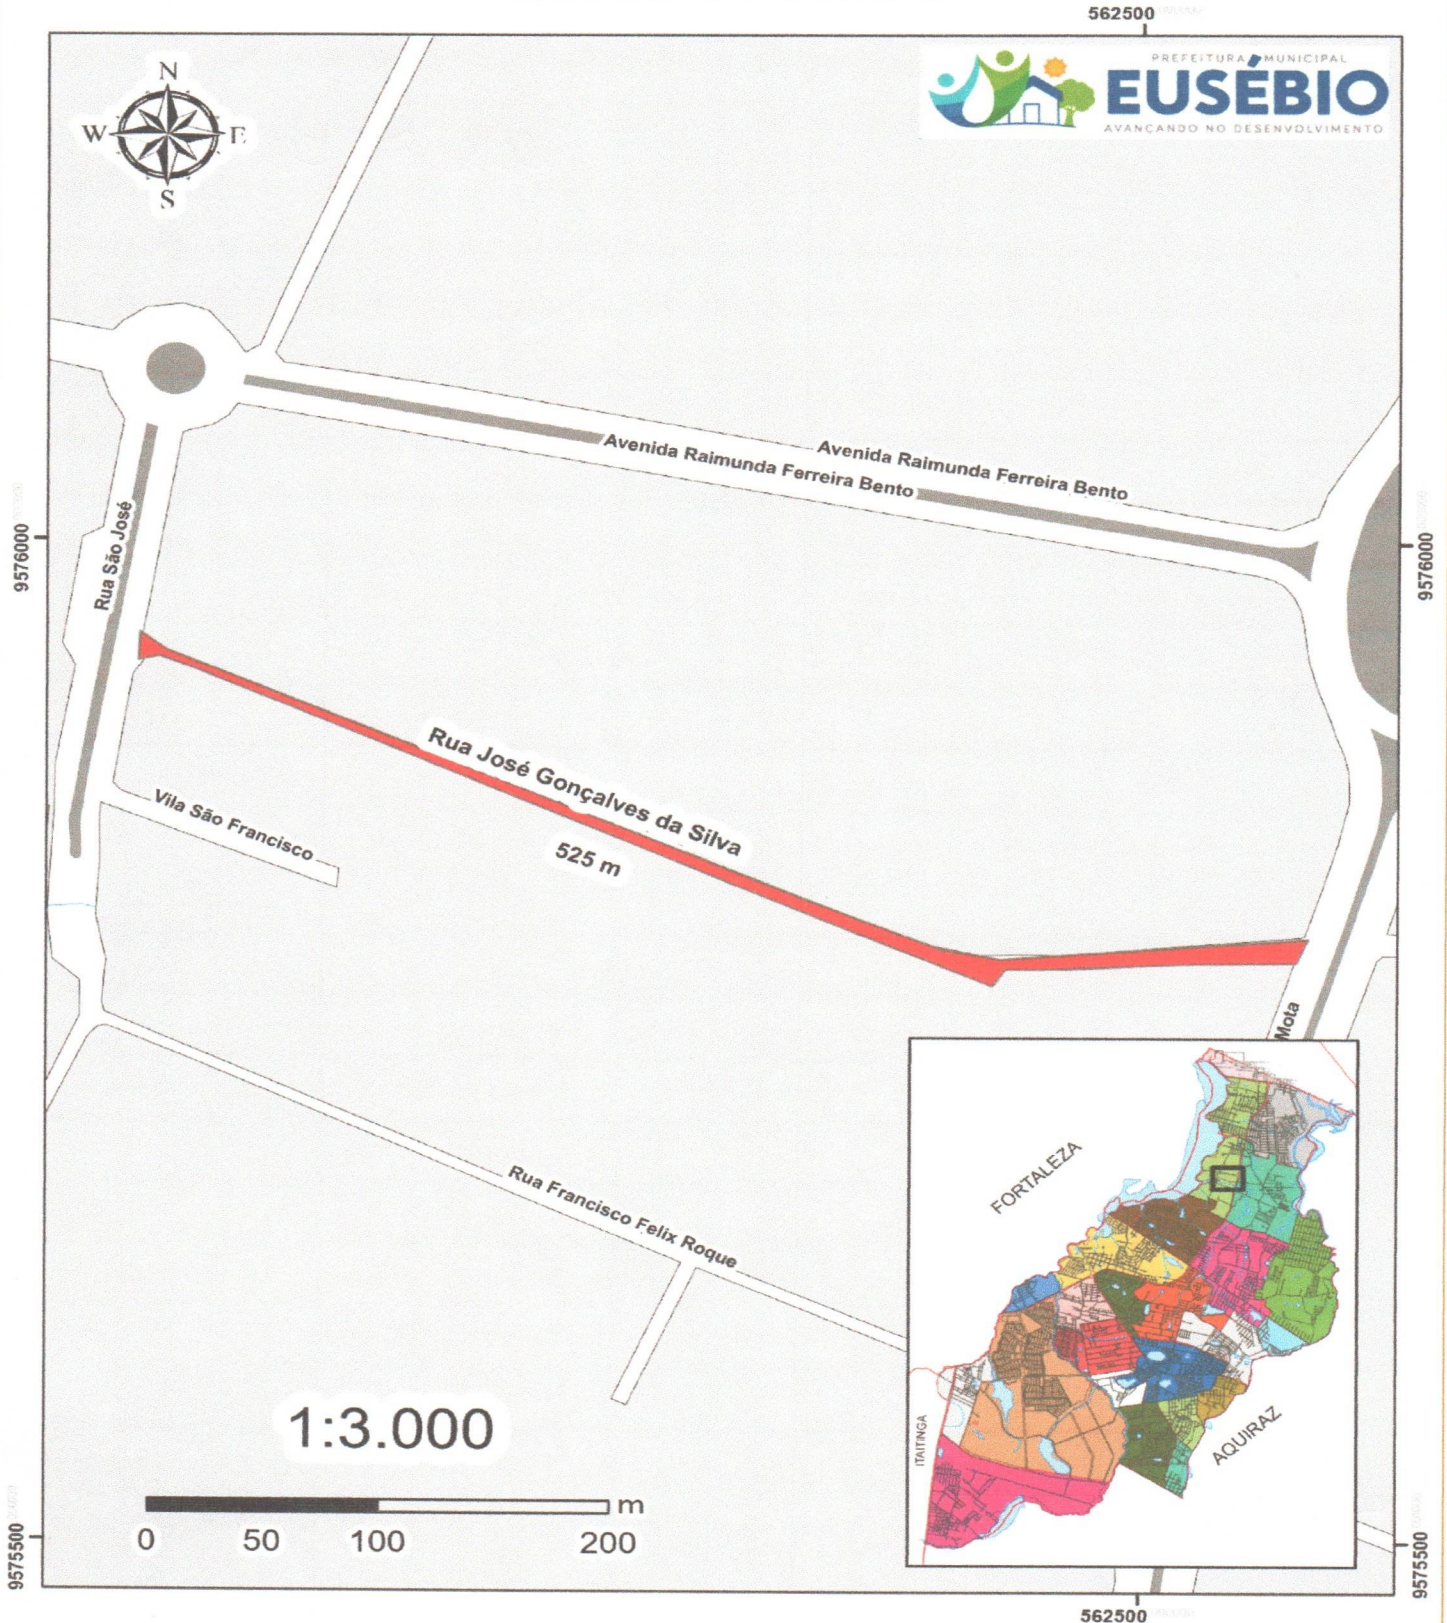 562500
N
W
E
S
PREFEITURA MUNICIPAL
EUSÉBIO
AVANÇANDO NO DESENVOLVIMENTO
Avenida Raimunda Ferreira Bento
Avenida Raimunda Ferreira Bento
9576000
9576000
Rua São José
Rua José Gonçalves da Silva
525 m
Vila São Francisco
Mota
Rua Francisco Felix Roque
FORTALEZA
ITAITINGA
AQUIRAZ
1:3.000
m
0 50 100 200
9575500
9575500
562500